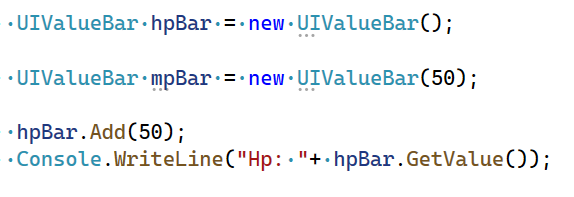 UIValueBar hpBar = new UIValueBar();
UIValueBar mpBar = new UIValueBar(50);
hpBar.Add(50);
Console.WriteLine("Hp: "+ hpBar.GetValue());